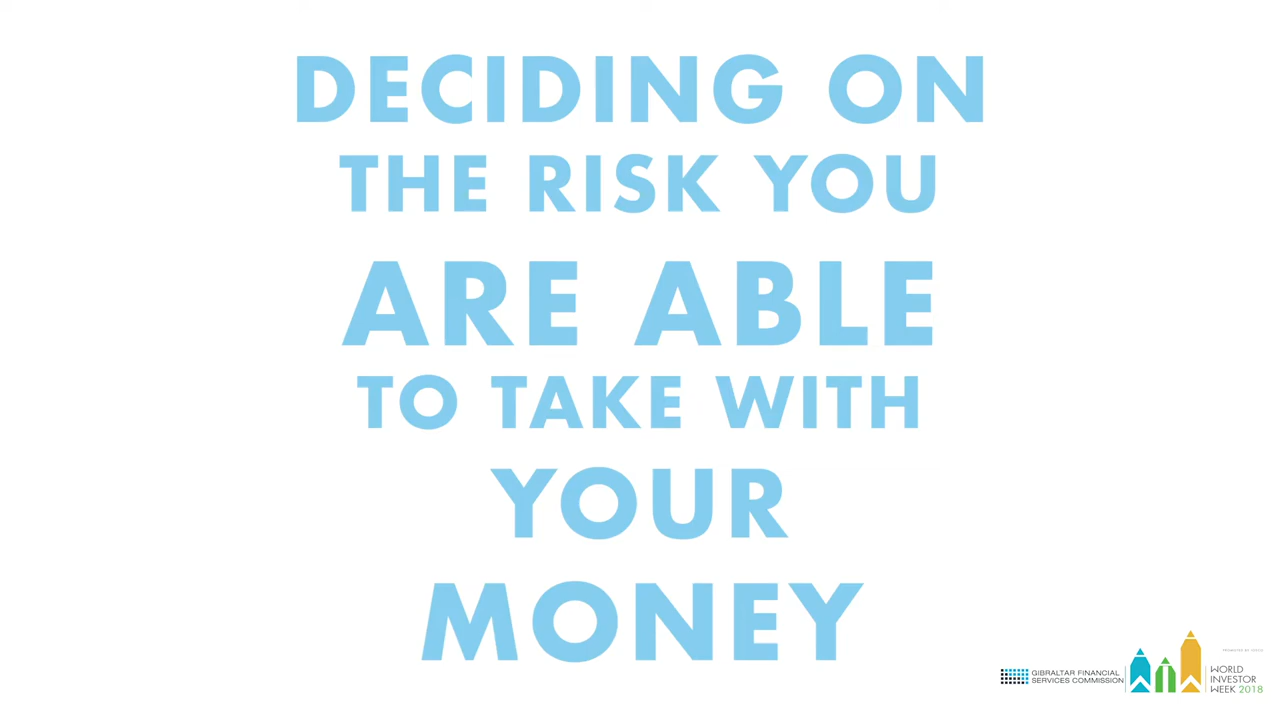 DECIDING ON
THE RISK YOU
ARE ABLE
TO TAKE WITH
YOUR
MONEY
GIBRALTAR FINANCIAL
SERVICES COMMISSION
WORLD
INVESTOR
WEEK 2018